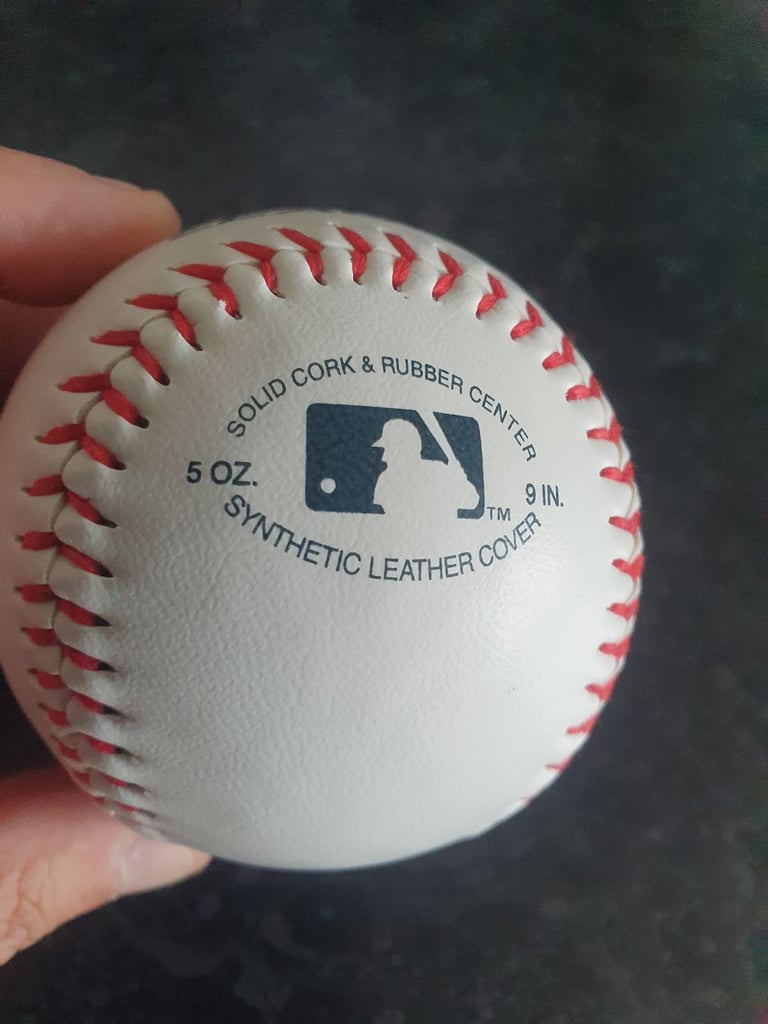 SOLID CORK & RUBBER CENTER
5 OZ.
9 IN.
TM
SYNTHETIC LEATHER COVER